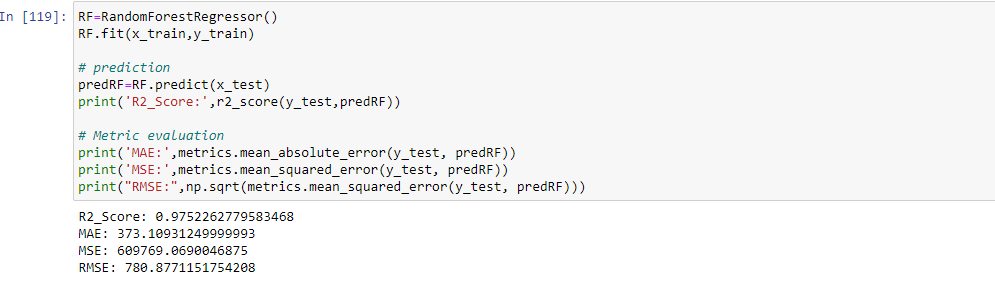 In [119]: RF=RandomForestRegressor()
RF.fit(x_train,y_train)
# prediction
predRF=RF.predict(x_test)
print('R2_Score:',r2_score(y_test,predRF))
# Metric evaluation
print('MAE:',metrics.mean_absolute_error(y_test, predRF))
print('MSE:',metrics.mean_squared_error(y_test, predRF))
print("RMSE:",np.sqrt(metrics.mean_squared_error(y_test, predRF)))
R2_Score: 0.9752262779583468
MAE: 373.10931249999993
MSE: 609769.0690046875
RMSE: 780.8771151754208